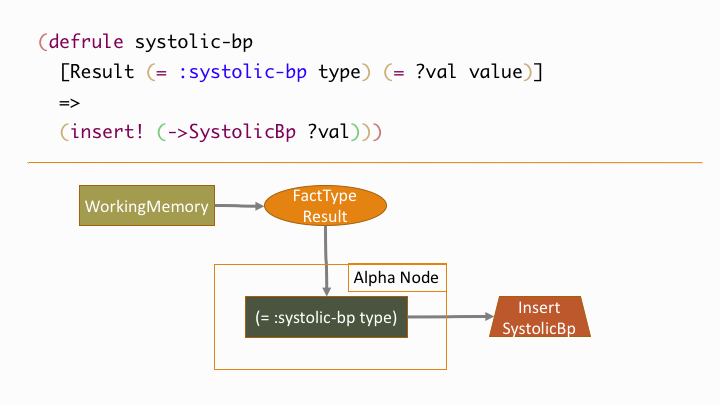 (defrule systolic-bp
[Result (= :systolic-bp type) (= ?val value)]
=>
(insert! (->SystolicBp ?val)))
WorkingMemory
FactType
Result
Alpha Node
(= :systolic-bp type)
Insert
SystolicBp